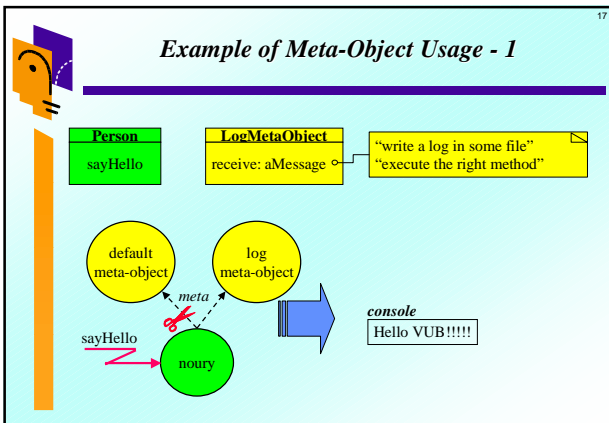 17
Example of Meta-Object Usage - 1
Person
sayHello
LogMetaObject
receive: aMessage
“write a log in some file”
“execute the right method”
default
meta-object
log
meta-object
meta
sayHello
noury
console
Hello VUB!!!!!